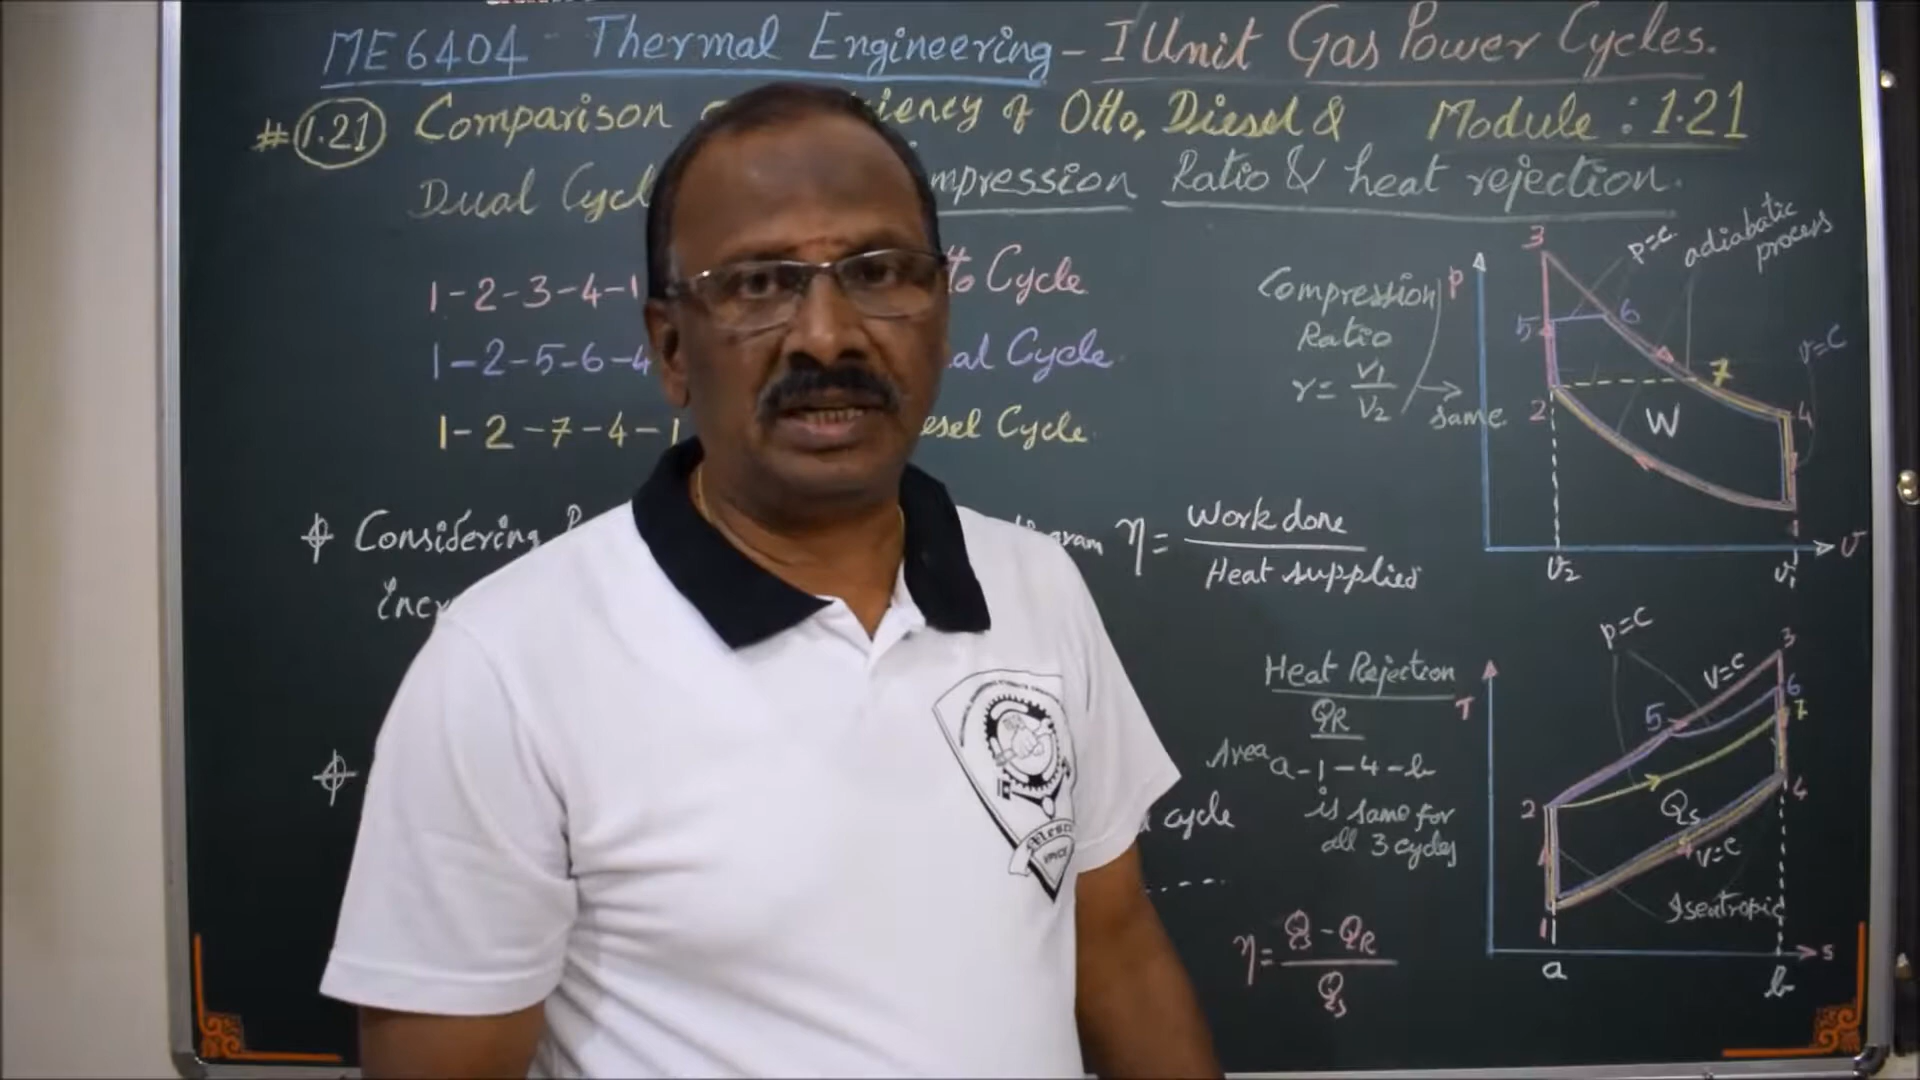 ME6404 - Thermal Engineering - I Unit Gas Power Cycles.
# 1.21 Comparison iency of Otto, Diesel & Module : 1.21
Dual Cycl mpression Ratio & heat rejection.
1-2-3-4-1 to Cycle
1-2-5-6-4 al Cycle
1-2-7-4-1 esel Cycle
Compression Ratio
r = V1 / V2 → same
P
3
p=c
adiabatic process
5
6
7
v=c
2
W
4
1
V2
V1
v
Considering gram η = Work done / Heat supplied
Incr
Heat Rejection
QR
Area a-1-4-b
is same for
all 3 cycles
cycle
η = Qs - QR / Qs
p=c
v=c
3
T
5
6
7
2
Qs
4
v=c
Isentropic
1
a
b
s